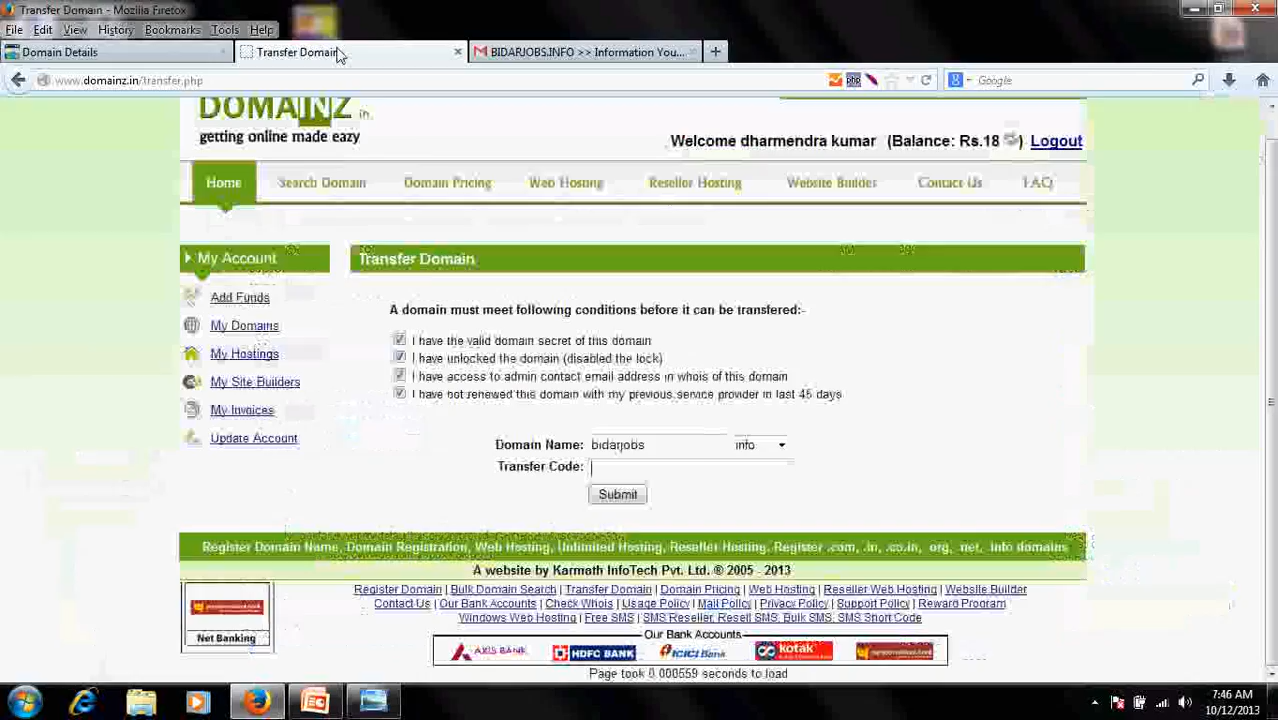 Transfer Domain - Mozilla Firefox
File Edit View History Bookmarks Tools Help
Domain Details
Transfer Domain
BIDARJOBS.INFO >> Information You...
www.domainz.in/transfer.php
Google
DOMAINZ in.
getting online made easy
Welcome dharmendra kumar (Balance: Rs.18 ) Logout
Home Search Domain Domain Pricing Web Hosting Resellor Hosting Website Builder Contact Us FAQ
My Account
Transfer Domain
Add Funds
My Domains
My Hostings
My Site Builders
My Invoices
Update Account
A domain must meet following conditions before it can be transfered:-
I have the valid domain secret of this domain
I have unlocked the domain (disabled the lock)
I have access to admin contact email address in whois of this domain
I have not renewed this domain with my previous service provider in last 45 days
Domain Name: bidarjobs info
Transfer Code:
Submit
Register Domain Name, Domain Registration, Web Hosting, Unlimited Hosting, Reseller Hosting, Register .com, .in, .co.in, org, net, info domains
A website by Karmath InfoTech Pvt. Ltd. ® 2005 - 2013
Register Domain | Bulk Domain Search | Transfer Domain | Domain Pricing | Web Hosting | Reseller Web Hosting | Website Builder
Contact Us | Our Bank Accounts | Check Whois | Usage Policy | Mail Policy | Privacy Policy | Support Policy | Reward Program
Windows Web Hosting | Free SMS | SMS Reseller, Resell SMS, Bulk SMS, SMS Short Code
Net Banking
Our Bank Accounts
AXIS BANK HDFC BANK ICICI Bank kotak
Page took 0.000559 seconds to load
7:46 AM
10/12/2013